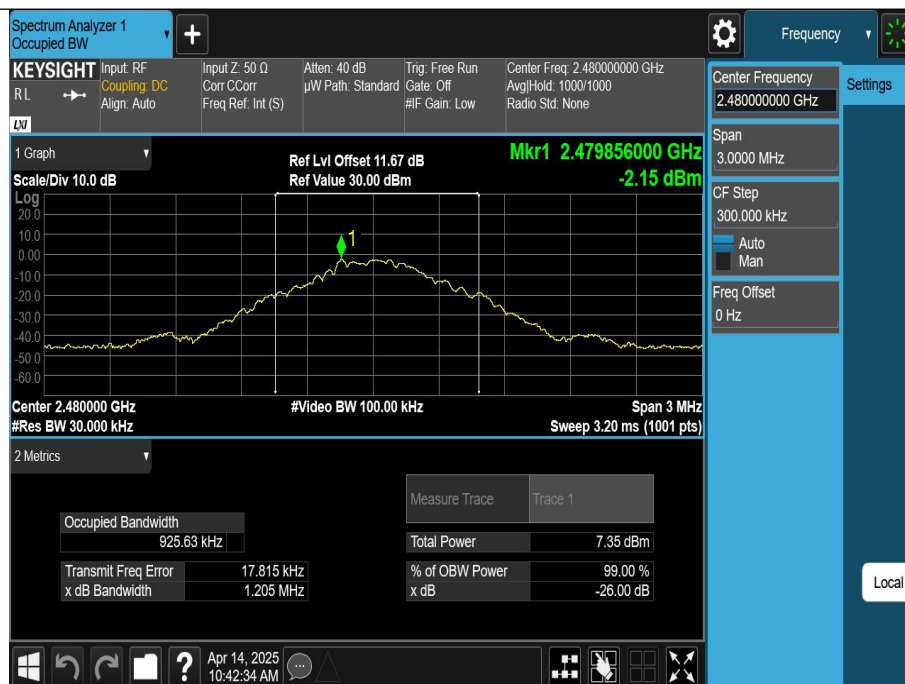 Spectrum Analyzer 1
Occupied BW
Frequency
KEYSIGHT
RL
LXI
Input: RF
Coupling: DC
Align: Auto
Input Z: 50 Ω
Corr CCorr
Freq Ref: Int (S)
Atten: 40 dB
µW Path: Standard
Trig: Free Run
Gate: Off
#IF Gain: Low
Center Freq: 2.480000000 GHz
Avg|Hold: 1000/1000
Radio Std: None
Center Frequency
2.480000000 GHz
Settings
Span
3.0000 MHz
CF Step
300.000 kHz
Auto
Man
Freq Offset
0 Hz
Local
1 Graph
Scale/Div 10.0 dB
Ref Lvl Offset 11.67 dB
Ref Value 30.00 dBm
Mkr1 2.479856000 GHz
-2.15 dBm
Log
20.0
10.0
0.00
-10.0
-20.0
-30.0
-40.0
-50.0
-60.0
1
Center 2.480000 GHz
#Res BW 30.000 kHz
#Video BW 100.00 kHz
Span 3 MHz
Sweep 3.20 ms (1001 pts)
2 Metrics
Measure Trace Trace 1
Occupied Bandwidth
925.63 kHz
Total Power 7.35 dBm
Transmit Freq Error 17.815 kHz
% of OBW Power 99.00 %
x dB Bandwidth 1.205 MHz
x dB -26.00 dB
Apr 14, 2025
10:42:34 AM